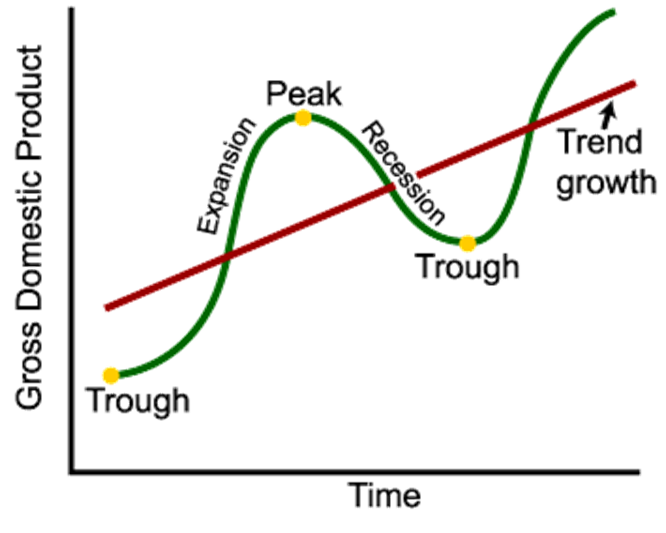 Gross Domestic Product
Peak
Expansion
Recession
Trend
growth
Trough
Trough
Time